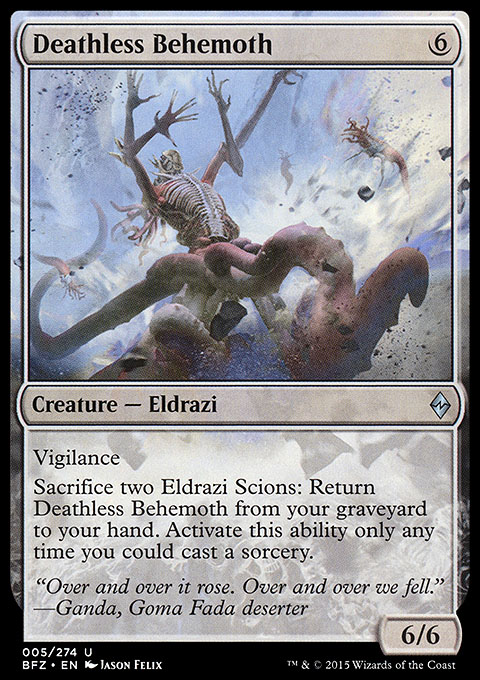 Deathless Behemoth 6
Creature — Eldrazi
Vigilance
Sacrifice two Eldrazi Scions: Return
Deathless Behemoth from your graveyard
to your hand. Activate this ability only any
time you could cast a sorcery.
“Over and over it rose. Over and over we fell.”
—Ganda, Goma Fada deserter
6/6
005/274 U
BFZ • EN Jason Felix
™ & © 2015 Wizards of the Coast